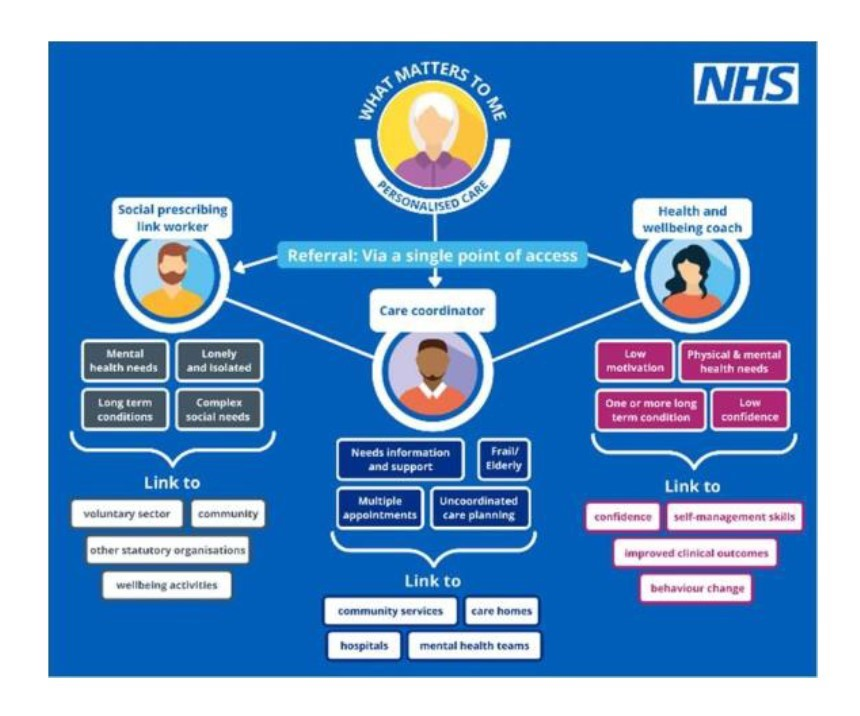 WHAT MATTERS TO ME
PERSONALISED CARE
NHS
Social prescribing
link worker
Health and
wellbeing coach
Referral: Via a single point of access
Care coordinator
Mental
health needs
Lonely
and isolated
Long term
conditions
Complex
social needs
Link to
voluntary sector
community
other statutory organisations
wellbeing activities
Needs information
and support
Frail/
Elderly
Multiple
appointments
Uncoordinated
care planning
Link to
community services
care homes
hospitals
mental health teams
Low
motivation
Physical & mental
health needs
One or more long
term condition
Low
confidence
Link to
confidence
self-management skills
improved clinical outcomes
behaviour change